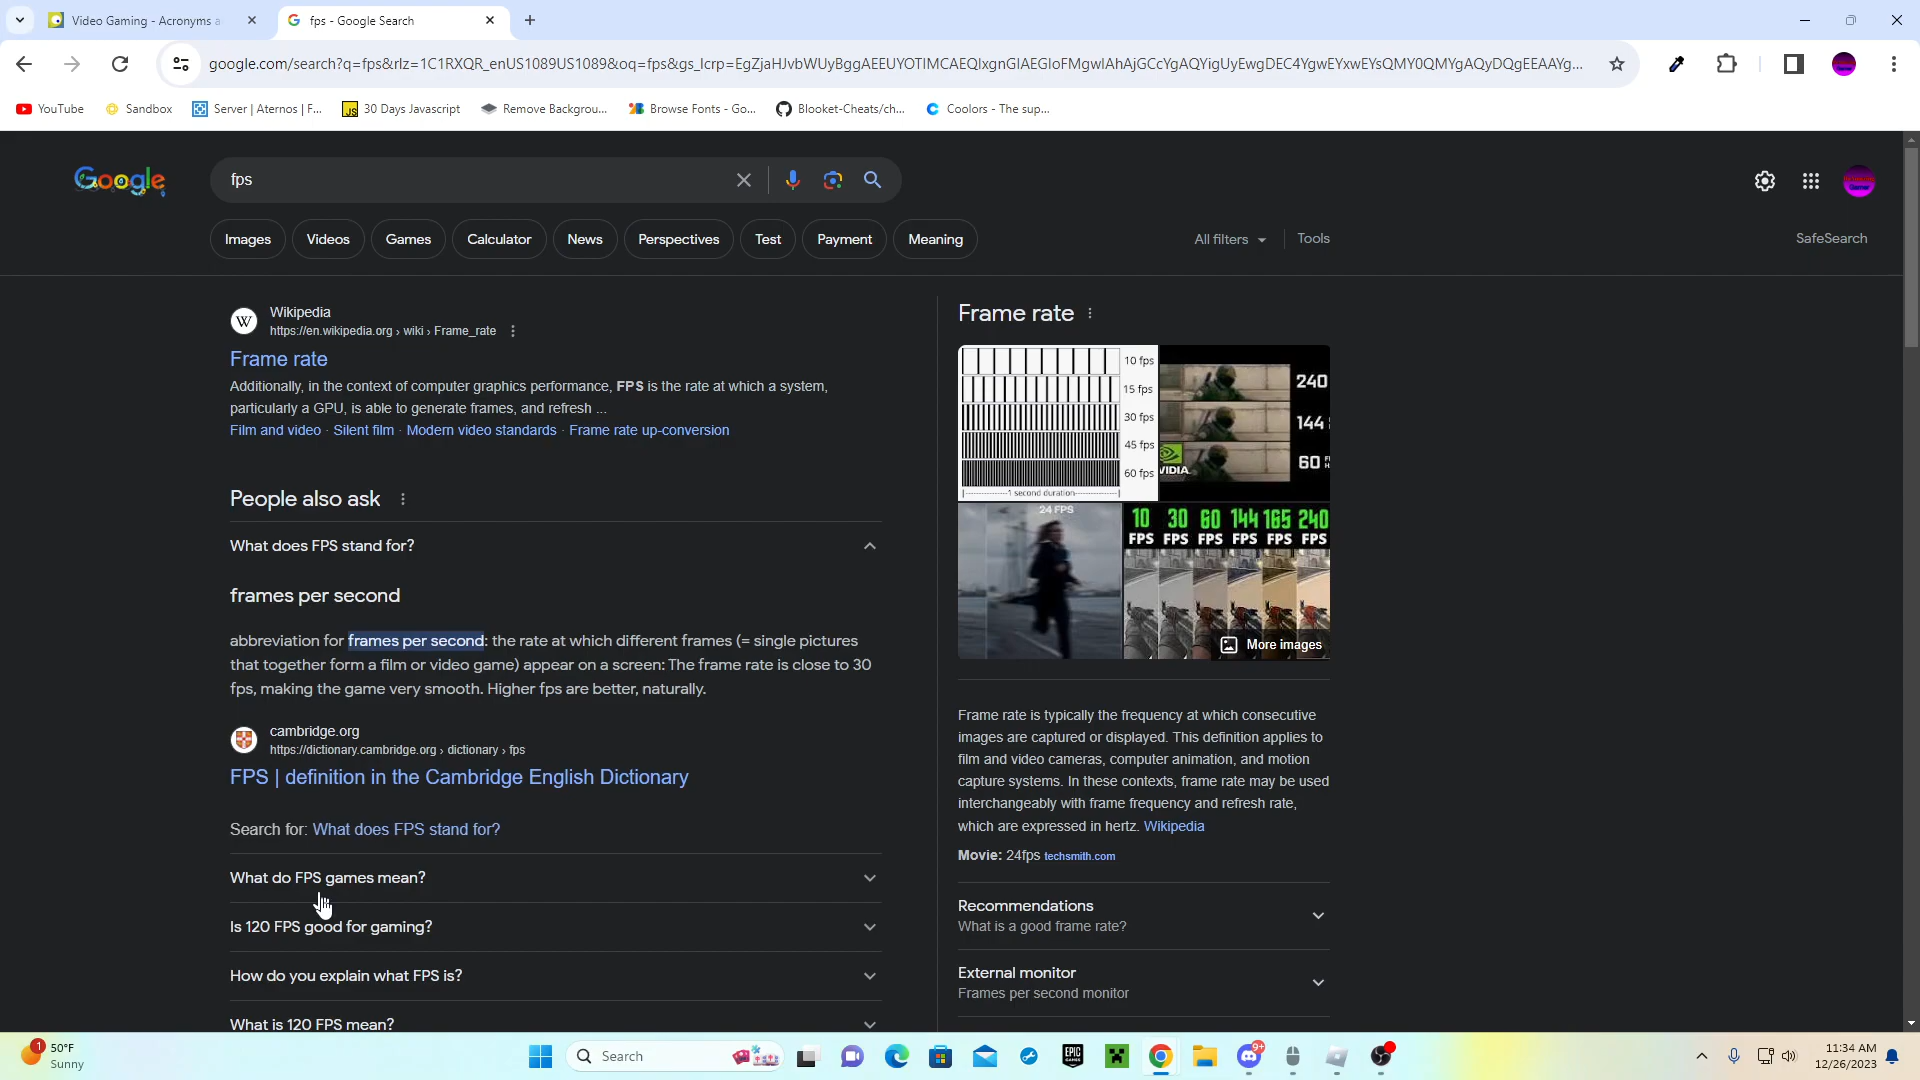 Video Gaming - Acronyms a
fps - Google Search
google.com/search?q=fps&rlz=1C1RXQR_enUS1089US1089&oq=fps&gs_lcrp=EgZjaHJvbWUyBggAEEUYOTIMCAEQIxgnGIAEGIoFMgwIAhAjGCcYgAQYigUyEwgDEC4YgwEYxwEYsQMY0QMYgAQyDQgEEAAYg...
YouTube
Sandbox
Server | Aternos | F...
JS
30 Days Javascript
Remove Backgrou...
Browse Fonts - Go...
Blooket-Cheats/ch...
Coolors - The sup...
Google
fps
Images
Videos
Games
Calculator
News
Perspectives
Test
Payment
Meaning
All filters
Tools
SafeSearch
W
Wikipedia
https://en.wikipedia.org › wiki › Frame_rate
Frame rate
Additionally, in the context of computer graphics performance, FPS is the rate at which a system,
particularly a GPU, is able to generate frames, and refresh ...
Film and video · Silent film · Modern video standards · Frame rate up-conversion
People also ask
What does FPS stand for?
frames per second
abbreviation for frames per second: the rate at which different frames (= single pictures
that together form a film or video game) appear on a screen: The frame rate is close to 30
fps, making the game very smooth. Higher fps are better, naturally.
cambridge.org
https://dictionary.cambridge.org › dictionary › fps
FPS | definition in the Cambridge English Dictionary
Search for: What does FPS stand for?
What do FPS games mean?
Is 120 FPS good for gaming?
How do you explain what FPS is?
What is 120 FPS mean?
Frame rate
10 fps
15 fps
30 fps
45 fps
60 fps
1 second duration
240
144
60
24 FPS
10 30 60 144 165 240
FPS FPS FPS FPS FPS FPS
More images
Frame rate is typically the frequency at which consecutive
images are captured or displayed. This definition applies to
film and video cameras, computer animation, and motion
capture systems. In these contexts, frame rate may be used
interchangeably with frame frequency and refresh rate,
which are expressed in hertz. Wikipedia
Movie: 24fps techsmith.com
Recommendations
What is a good frame rate?
External monitor
Frames per second monitor
1
50°F
Sunny
Search
EPIC
GAMES
9+
11:34 AM
12/26/2023